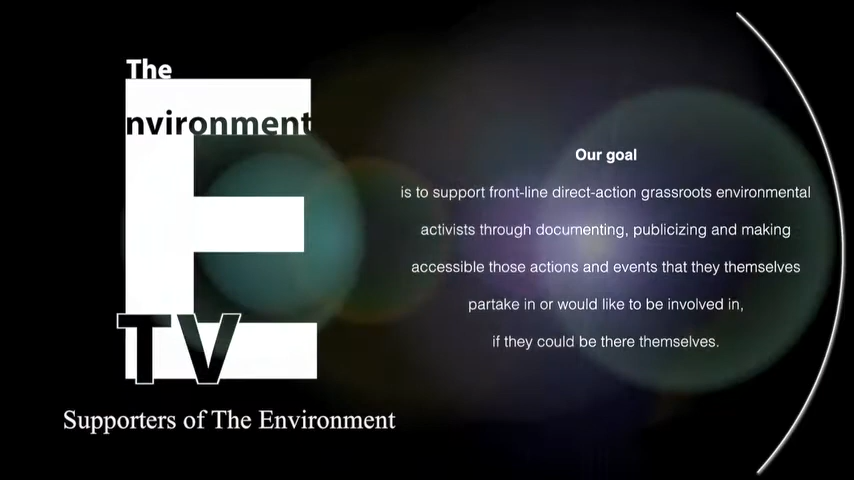 The
Environment
TV
Supporters of The Environment
Our goal
is to support front-line direct-action grassroots environmental
activists through documenting, publicizing and making
accessible those actions and events that they themselves
partake in or would like to be involved in,
if they could be there themselves.